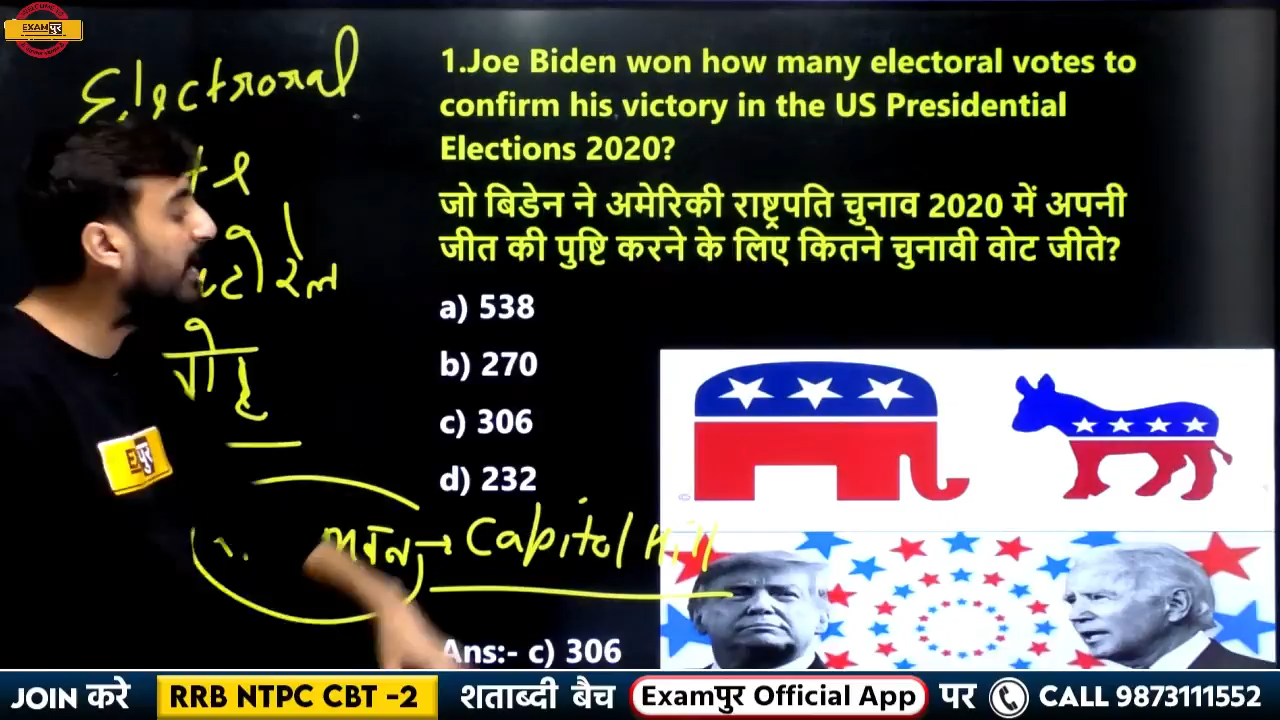 EXAMपुर
Electroral
1.Joe Biden won how many electoral votes to
confirm his victory in the US Presidential
Elections 2020?
जो बिडेन ने अमेरिकी राष्ट्रपति चुनाव 2020 में अपनी
जीत की पुष्टि करने के लिए कितने चुनावी वोट जीते?
a) 538
b) 270
c) 306
d) 232
भवन → Capitol Hill
Ans:- c) 306
Eपुर
JOIN करे RRB NTPC CBT -2 शताब्दी बैच Examपुर Official App पर CALL 9873111552